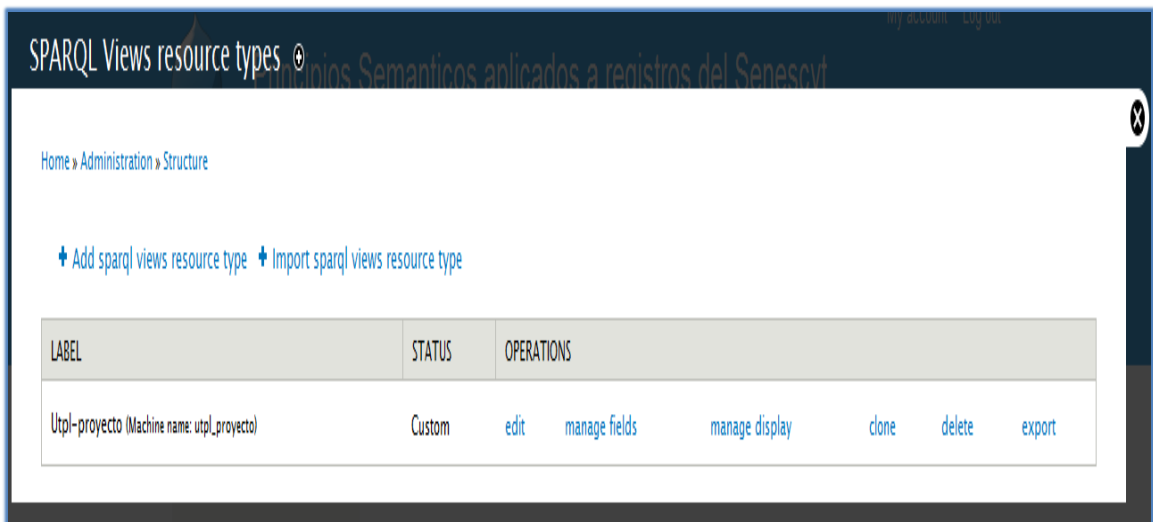 My account Log out
SPARQL Views resource types
Principios Semanticos aplicados a registros del Senescyt
Home » Administration » Structure
+ Add sparql views resource type + Import sparql views resource type
LABEL STATUS OPERATIONS
Utpl-proyecto (Machine name: utpl_proyecto) Custom edit manage fields manage display clone delete export